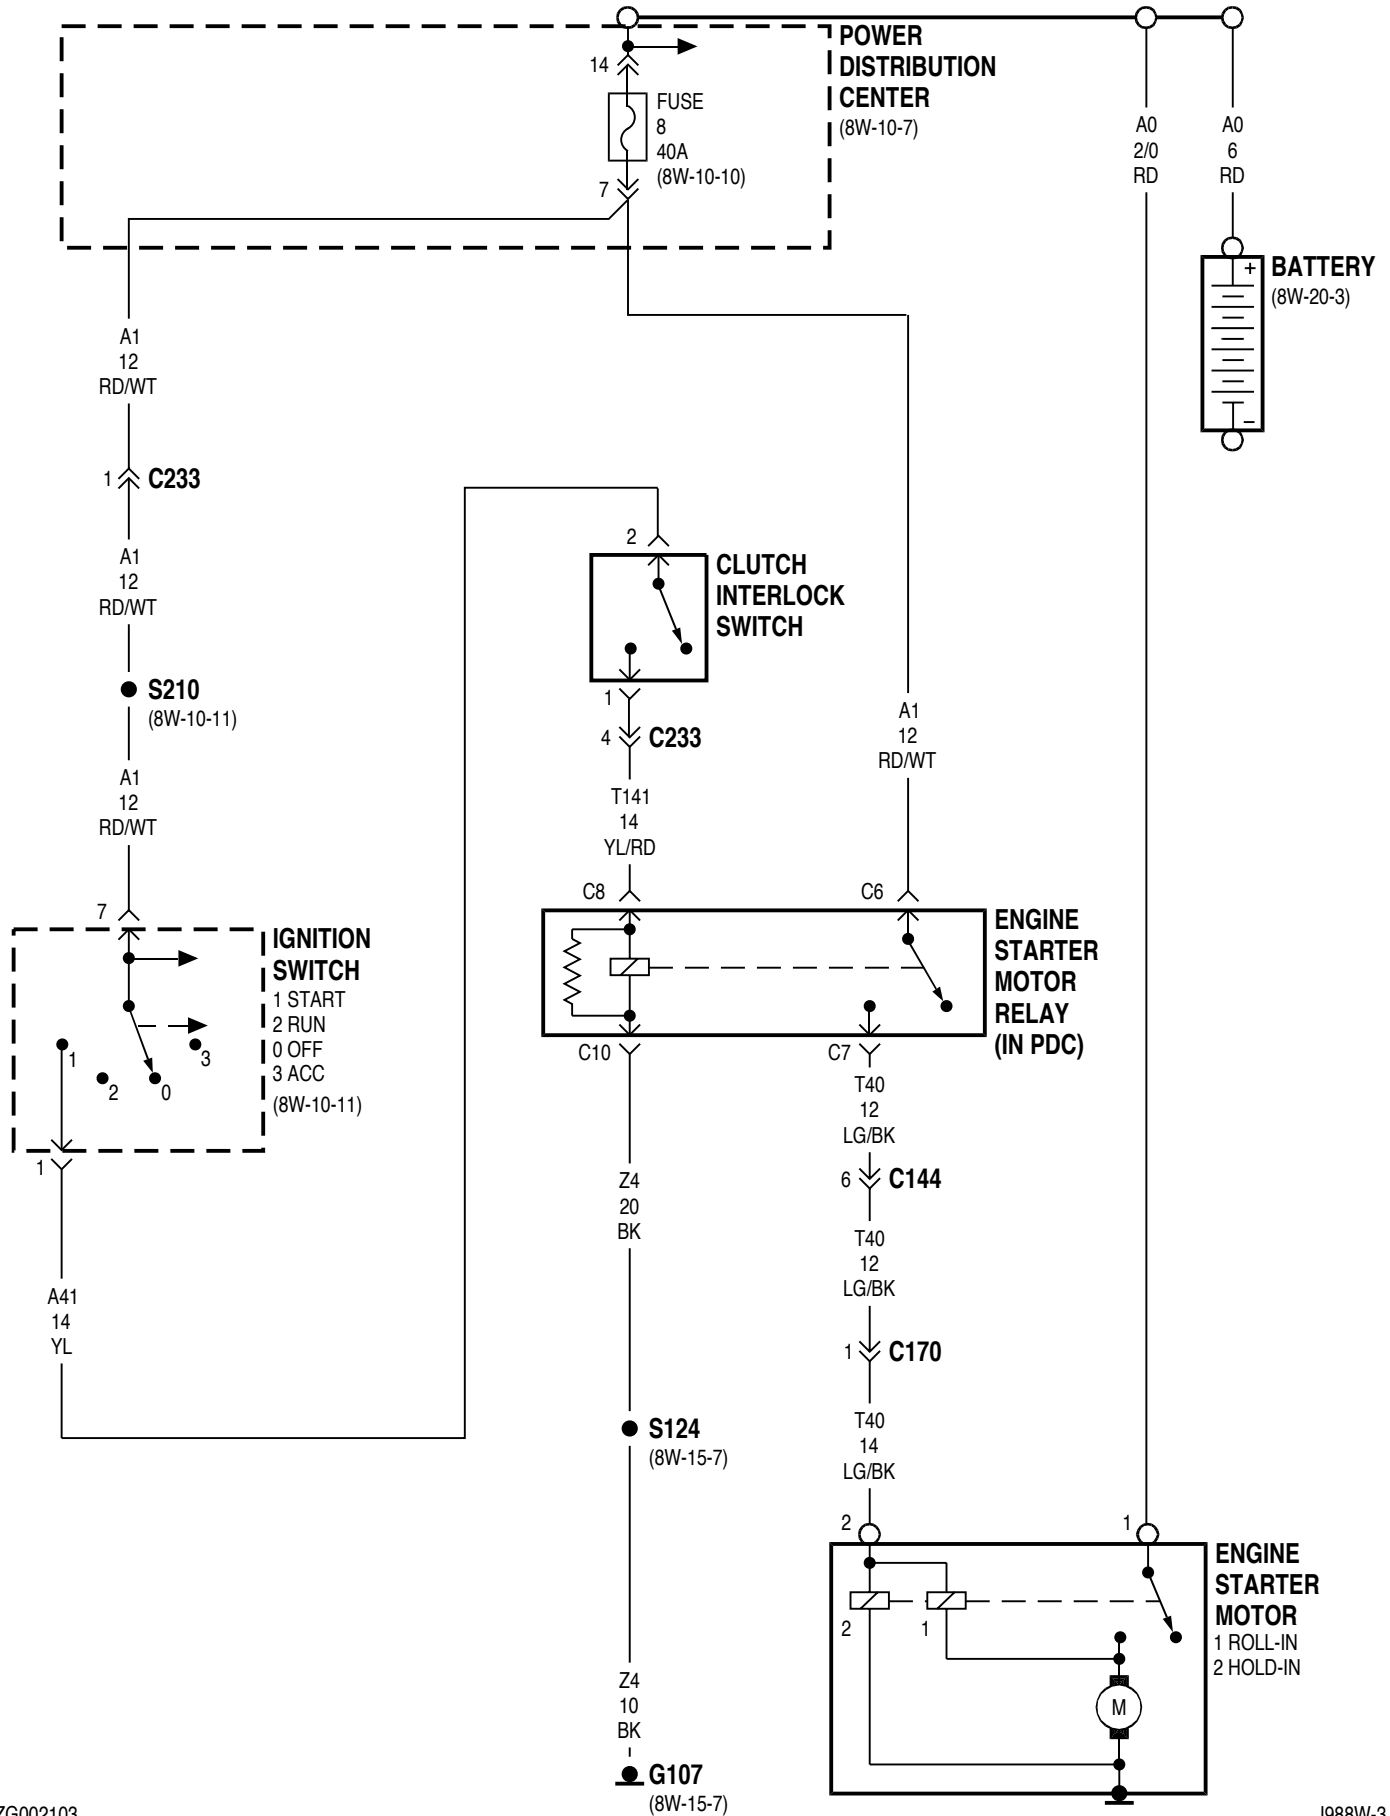 POWER
DISTRIBUTION
CENTER
(8W-10-7)
14
FUSE
8
40A
(8W-10-10)
7
A0
2/0
RD
A0
6
RD
+
BATTERY
(8W-20-3)
–
A1
12
RD/WT
1
C233
A1
12
RD/WT
S210
(8W-10-11)
A1
12
RD/WT
7
IGNITION
SWITCH
1 START
2 RUN
0 OFF
3 ACC
(8W-10-11)
1
2
0
3
1
A41
14
YL
2
CLUTCH
INTERLOCK
SWITCH
1
4
C233
T141
14
YL/RD
A1
12
RD/WT
C8
C6
ENGINE
STARTER
MOTOR
RELAY
(IN PDC)
C10
C7
T40
12
LG/BK
6
C144
T40
12
LG/BK
1
C170
T40
14
LG/BK
Z4
20
BK
S124
(8W-15-7)
Z4
10
BK
G107
(8W-15-7)
2
1
ENGINE
STARTER
MOTOR
1 ROLL-IN
2 HOLD-IN
2
1
M
ZG002103
J988W-3